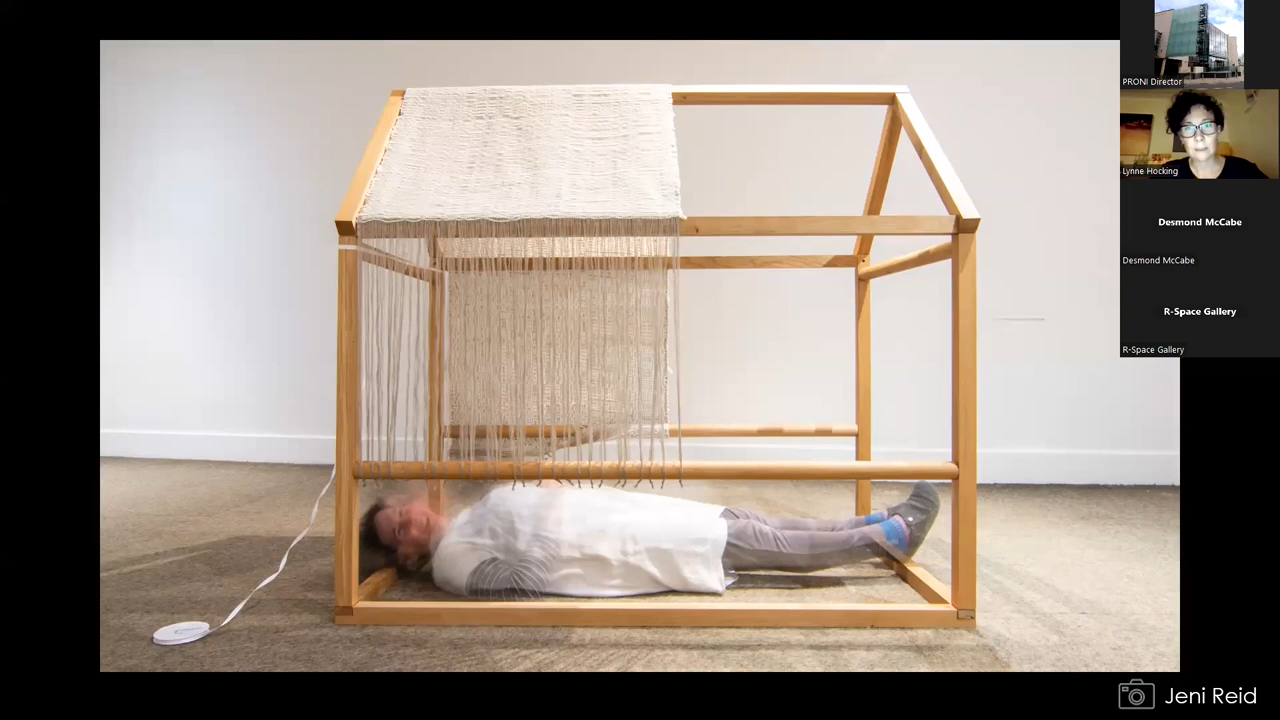 PRONI Director
Lynne Hocking
Desmond McCabe
Desmond McCabe
R-Space Gallery
R-Space Gallery
Jeni Reid